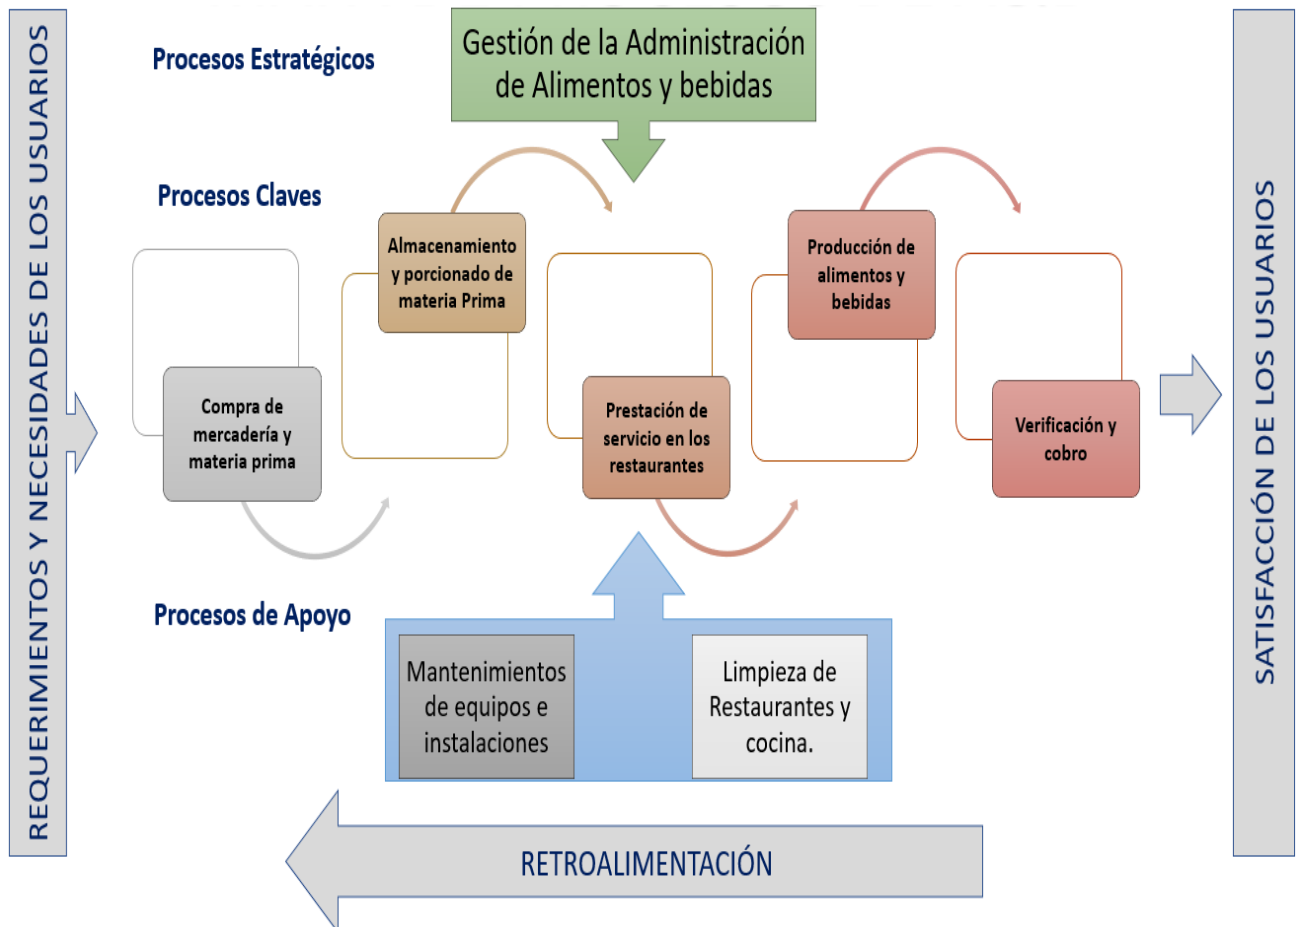 REQUERIMIENTOS Y NECESIDADES DE LOS USUARIOS
Procesos Estratégicos
Gestión de la Administración
de Alimentos y bebidas
Procesos Claves
Compra de
mercadería y
materia prima
Almacenamiento
y porcionado de
materia Prima
Prestación de
servicio en los
restaurantes
Producción de
alimentos y
bebidas
Verificación y
cobro
Procesos de Apoyo
Mantenimientos
de equipos e
instalaciones
Limpieza de
Restaurantes y
cocina.
RETROALIMENTACIÓN
SATISFACCIÓN DE LOS USUARIOS